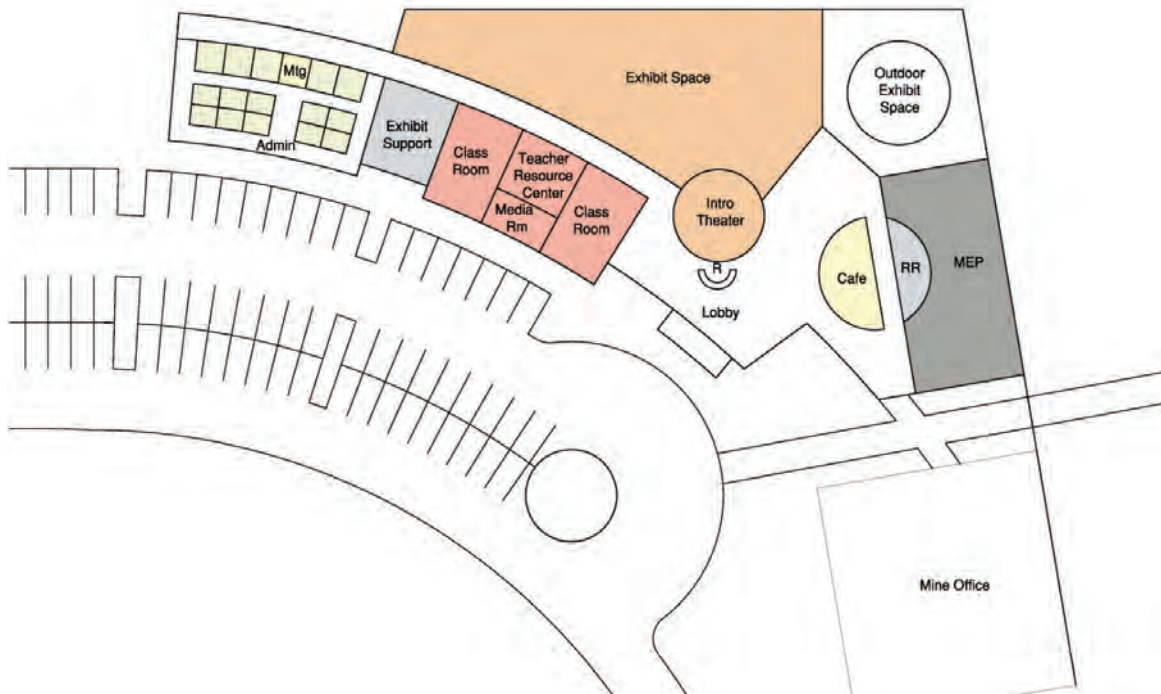 Mtg
Admin
Exhibit
Support
Class
Room
Teacher
Resource
Center
Media
Rm
Class
Room
Exhibit Space
Intro
Theater
R
Lobby
Outdoor
Exhibit
Space
Cafe
RR
MEP
Mine Office